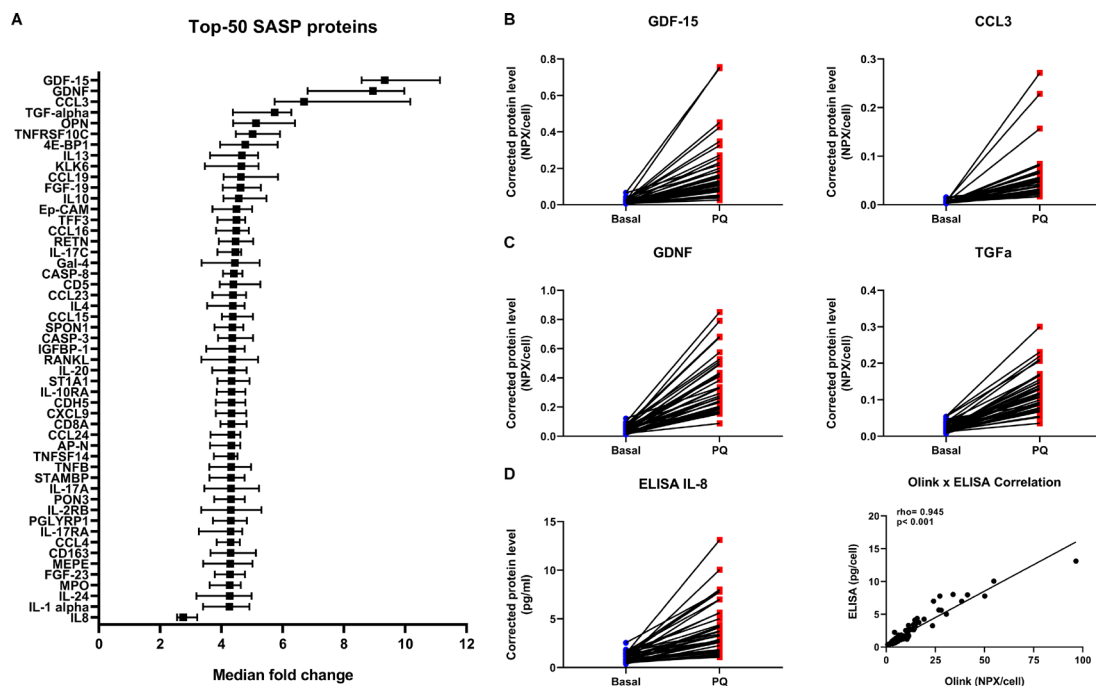 A
Top-50 SASP proteins
GDF-15
GDNF
CCL3
TGF-alpha
OPN
TNFRSF10C
4E-BP1
IL13
KLK6
CCL19
FGF-19
IL10
Ep-CAM
TFF3
CCL16
RETN
IL-17C
Gal-4
CASP-8
CD5
CCL23
IL4
CCL15
SPON1
CASP-3
IGFBP-1
RANKL
IL-20
ST1A1
IL-10RA
CDH5
CXCL9
CD8A
CCL24
AP-N
TNFSF14
TNFB
STAMBP
IL-17A
PON3
IL-2RB
PGLYRP1
IL-17RA
CCL4
CD163
MEPE
FGF-23
MPO
IL-24
IL-1 alpha
IL8
0 2 4 6 8 10 12
Median fold change
B
GDF-15
Corrected protein level
(NPX/cell)
0.8
0.6
0.4
0.2
0.0
Basal PQ
CCL3
Corrected protein level
(NPX/cell)
0.3
0.2
0.1
0.0
Basal PQ
C
GDNF
Corrected protein level
(NPX/cell)
1.0
0.8
0.6
0.4
0.2
0.0
Basal PQ
TGFa
Corrected protein level
(NPX/cell)
0.4
0.3
0.2
0.1
0.0
Basal PQ
D
ELISA IL-8
Corrected protein level
(pg/ml)
15
10
5
0
Basal PQ
Olink x ELISA Correlation
rho= 0.945
p< 0.001
ELISA (pg/cell)
20
15
10
5
0
0 25 50 75 100
Olink (NPX/cell)